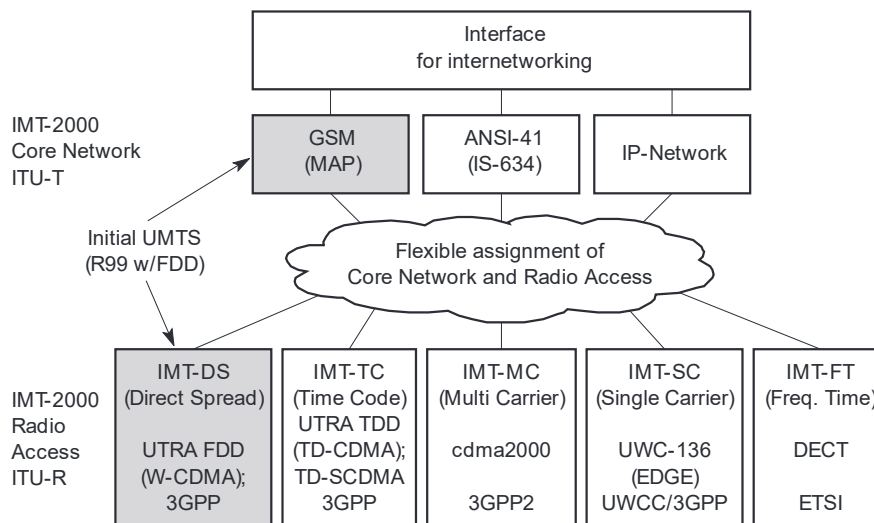 Interface
for internetworking
IMT-2000
Core Network
ITU-T
GSM
(MAP)
ANSI-41
(IS-634)
IP-Network
Initial UMTS
(R99 w/FDD)
Flexible assignment of
Core Network and Radio Access
IMT-2000
Radio
Access
ITU-R
IMT-DS
(Direct Spread)
UTRA FDD
(W-CDMA);
3GPP
IMT-TC
(Time Code)
UTRA TDD
(TD-CDMA);
TD-SCDMA
3GPP
IMT-MC
(Multi Carrier)
cdma2000
3GPP2
IMT-SC
(Single Carrier)
UWC-136
(EDGE)
UWCC/3GPP
IMT-FT
(Freq. Time)
DECT
ETSI